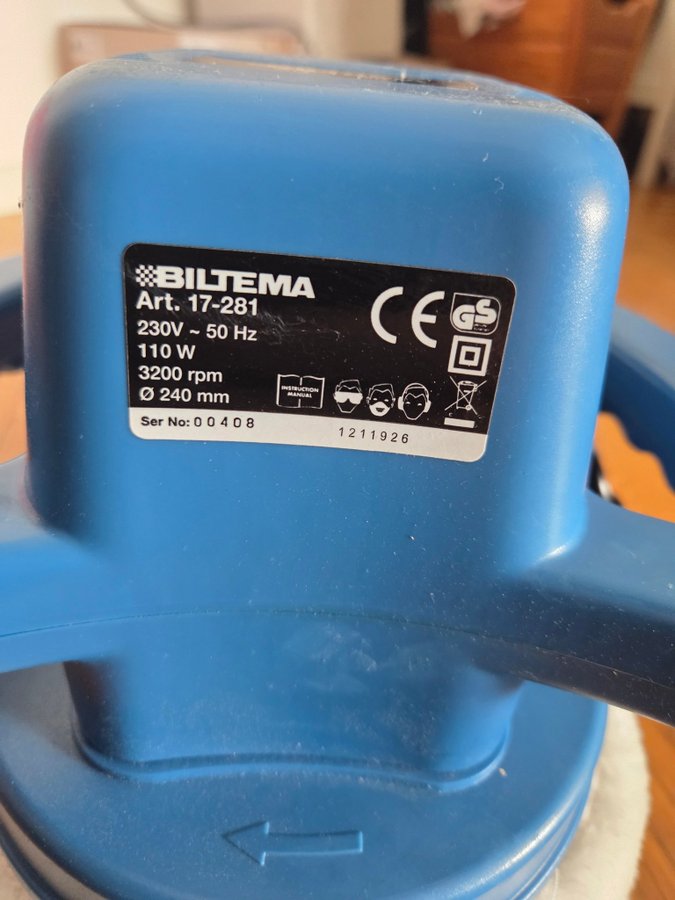 BILTEMA
Art. 17-281
230V ~ 50 Hz
110 W
3200 rpm
Ø 240 mm
CE
GS
INSTRUCTION
MANUAL
Ser No: 00408
1211926